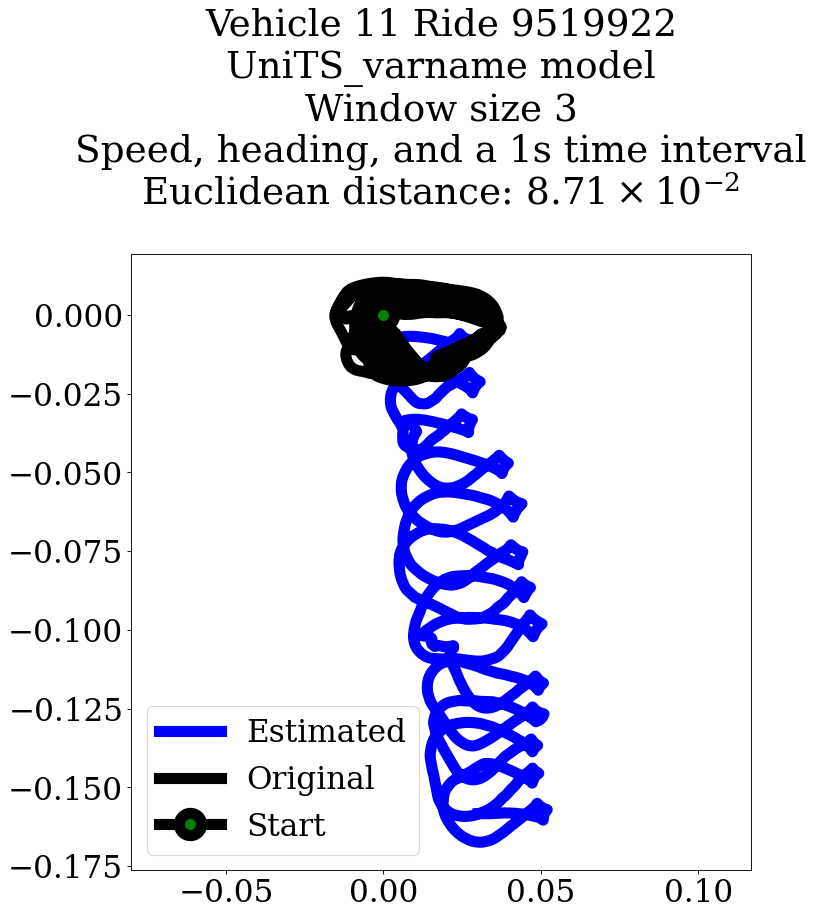 Vehicle 11 Ride 9519922
UniTS_varname model
Window size 3
Speed, heading, and a 1s time interval
Euclidean distance: 8.71 × 10⁻²
0.000
−0.025
−0.050
−0.075
−0.100
−0.125
−0.150
−0.175
Estimated
Original
Start
−0.05
0.00
0.05
0.10